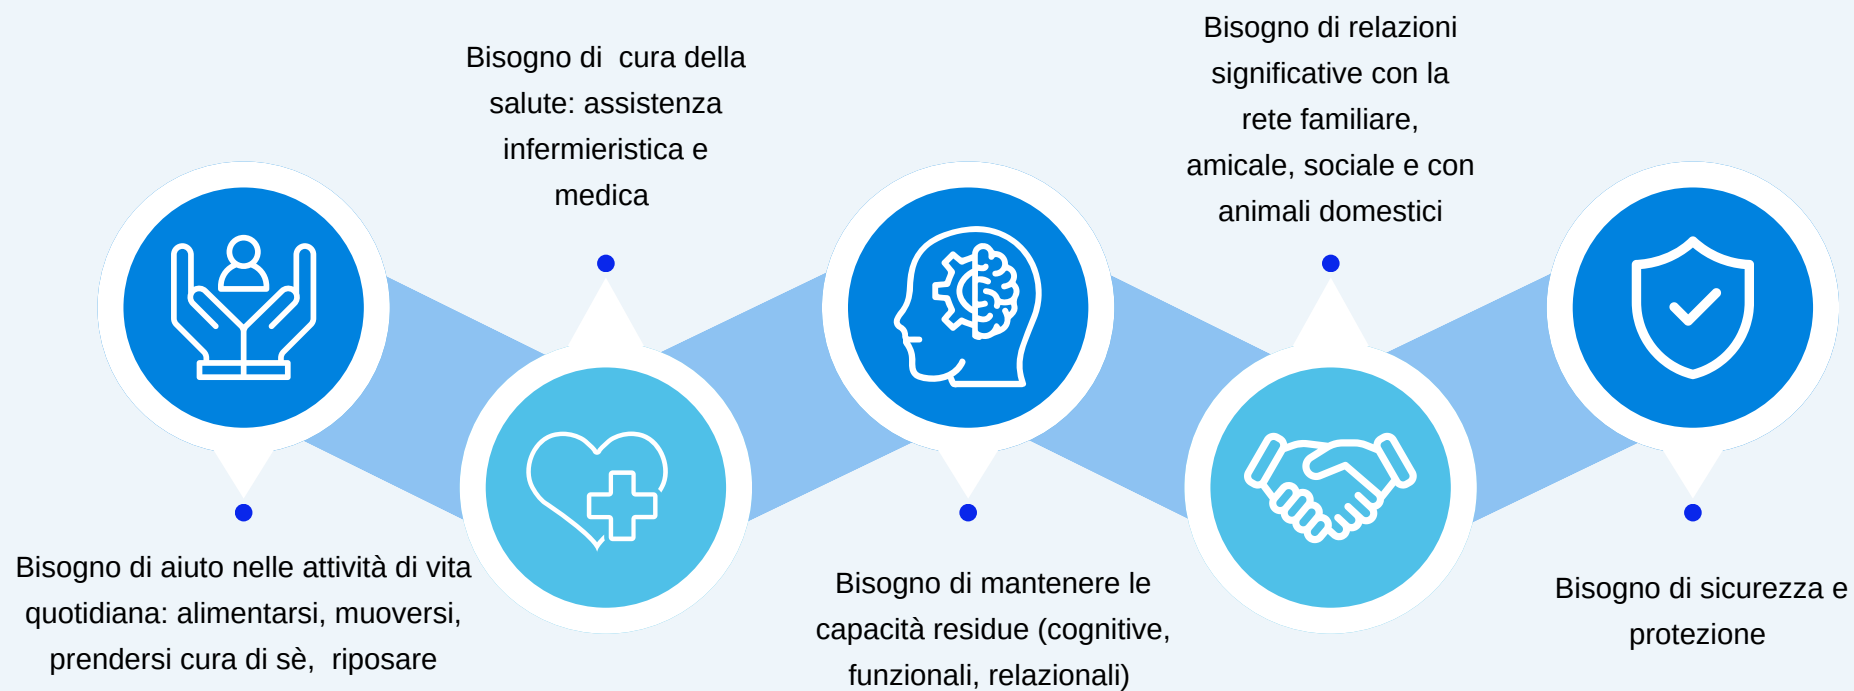 Bisogno di aiuto nelle attività di vita
quotidiana: alimentarsi, muoversi,
prendersi cura di sè,  riposare
Bisogno di  cura della
salute: assistenza
infermieristica e
medica
Bisogno di mantenere le
capacità residue (cognitive,
funzionali, relazionali)
Bisogno di relazioni
significative con la
rete familiare,
amicale, sociale e con
animali domestici
Bisogno di sicurezza e
protezione